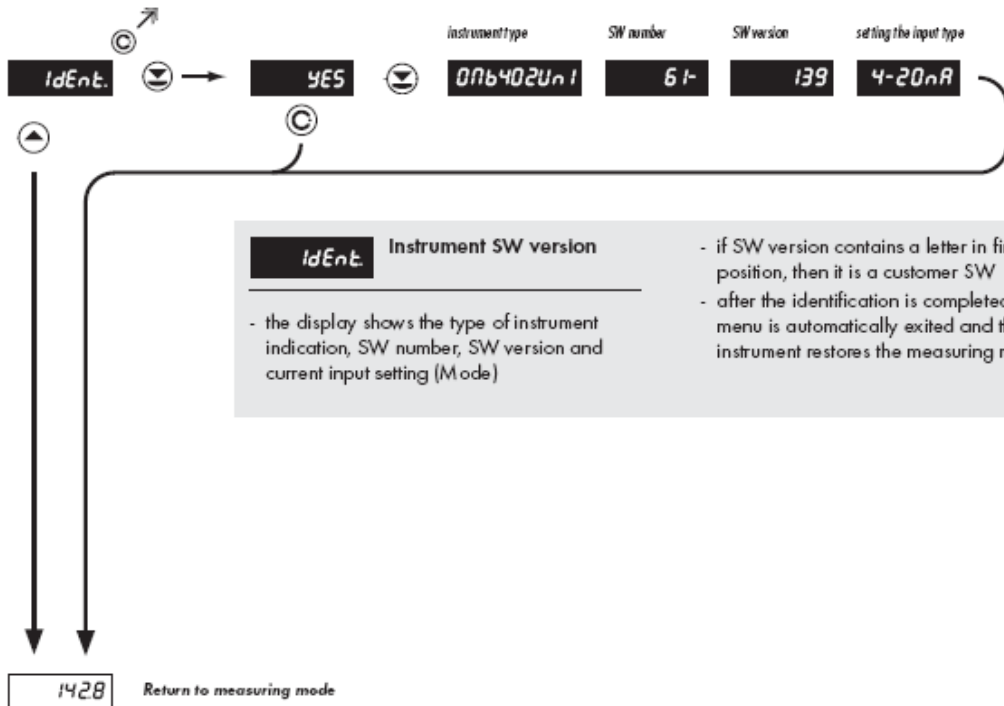 C
instrument type SW number SW version setting the input type
IdEnt. YES OMb402UnI 61- 139 4-20mA
C
IdEnt. Instrument SW version
- the display shows the type of instrument
indication, SW number, SW version and
current input setting (Mode)
- if SW version contains a letter in
position, then it is a customer SW
- after the identification is completed
menu is automatically exited and
instrument restores the measuring
142.8 Return to measuring mode